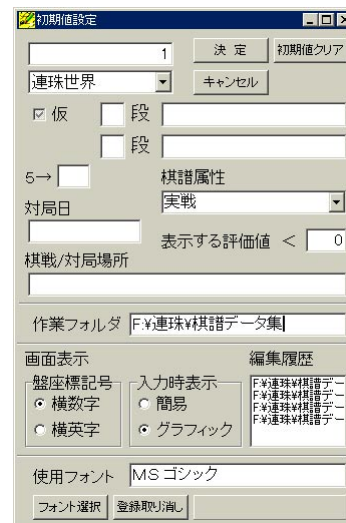 初期値設定
1
決 定
初期値クリア
連珠世界
キャンセル
仮
段
段
5→
棋譜属性
対局日
実戦
表示する評価値 < 0
棋戦/対局場所
作業フォルダ F:¥連珠¥棋譜データ集
画面表示
編集履歴
盤座標記号
入力時表示
横数字
簡易
横英字
グラフィック
F:¥連珠¥棋譜デー
F:¥連珠¥棋譜デー
F:¥連珠¥棋譜デー
F:¥連珠¥棋譜デー
使用フォント MS ゴシック
フォント選択
登録取り消し